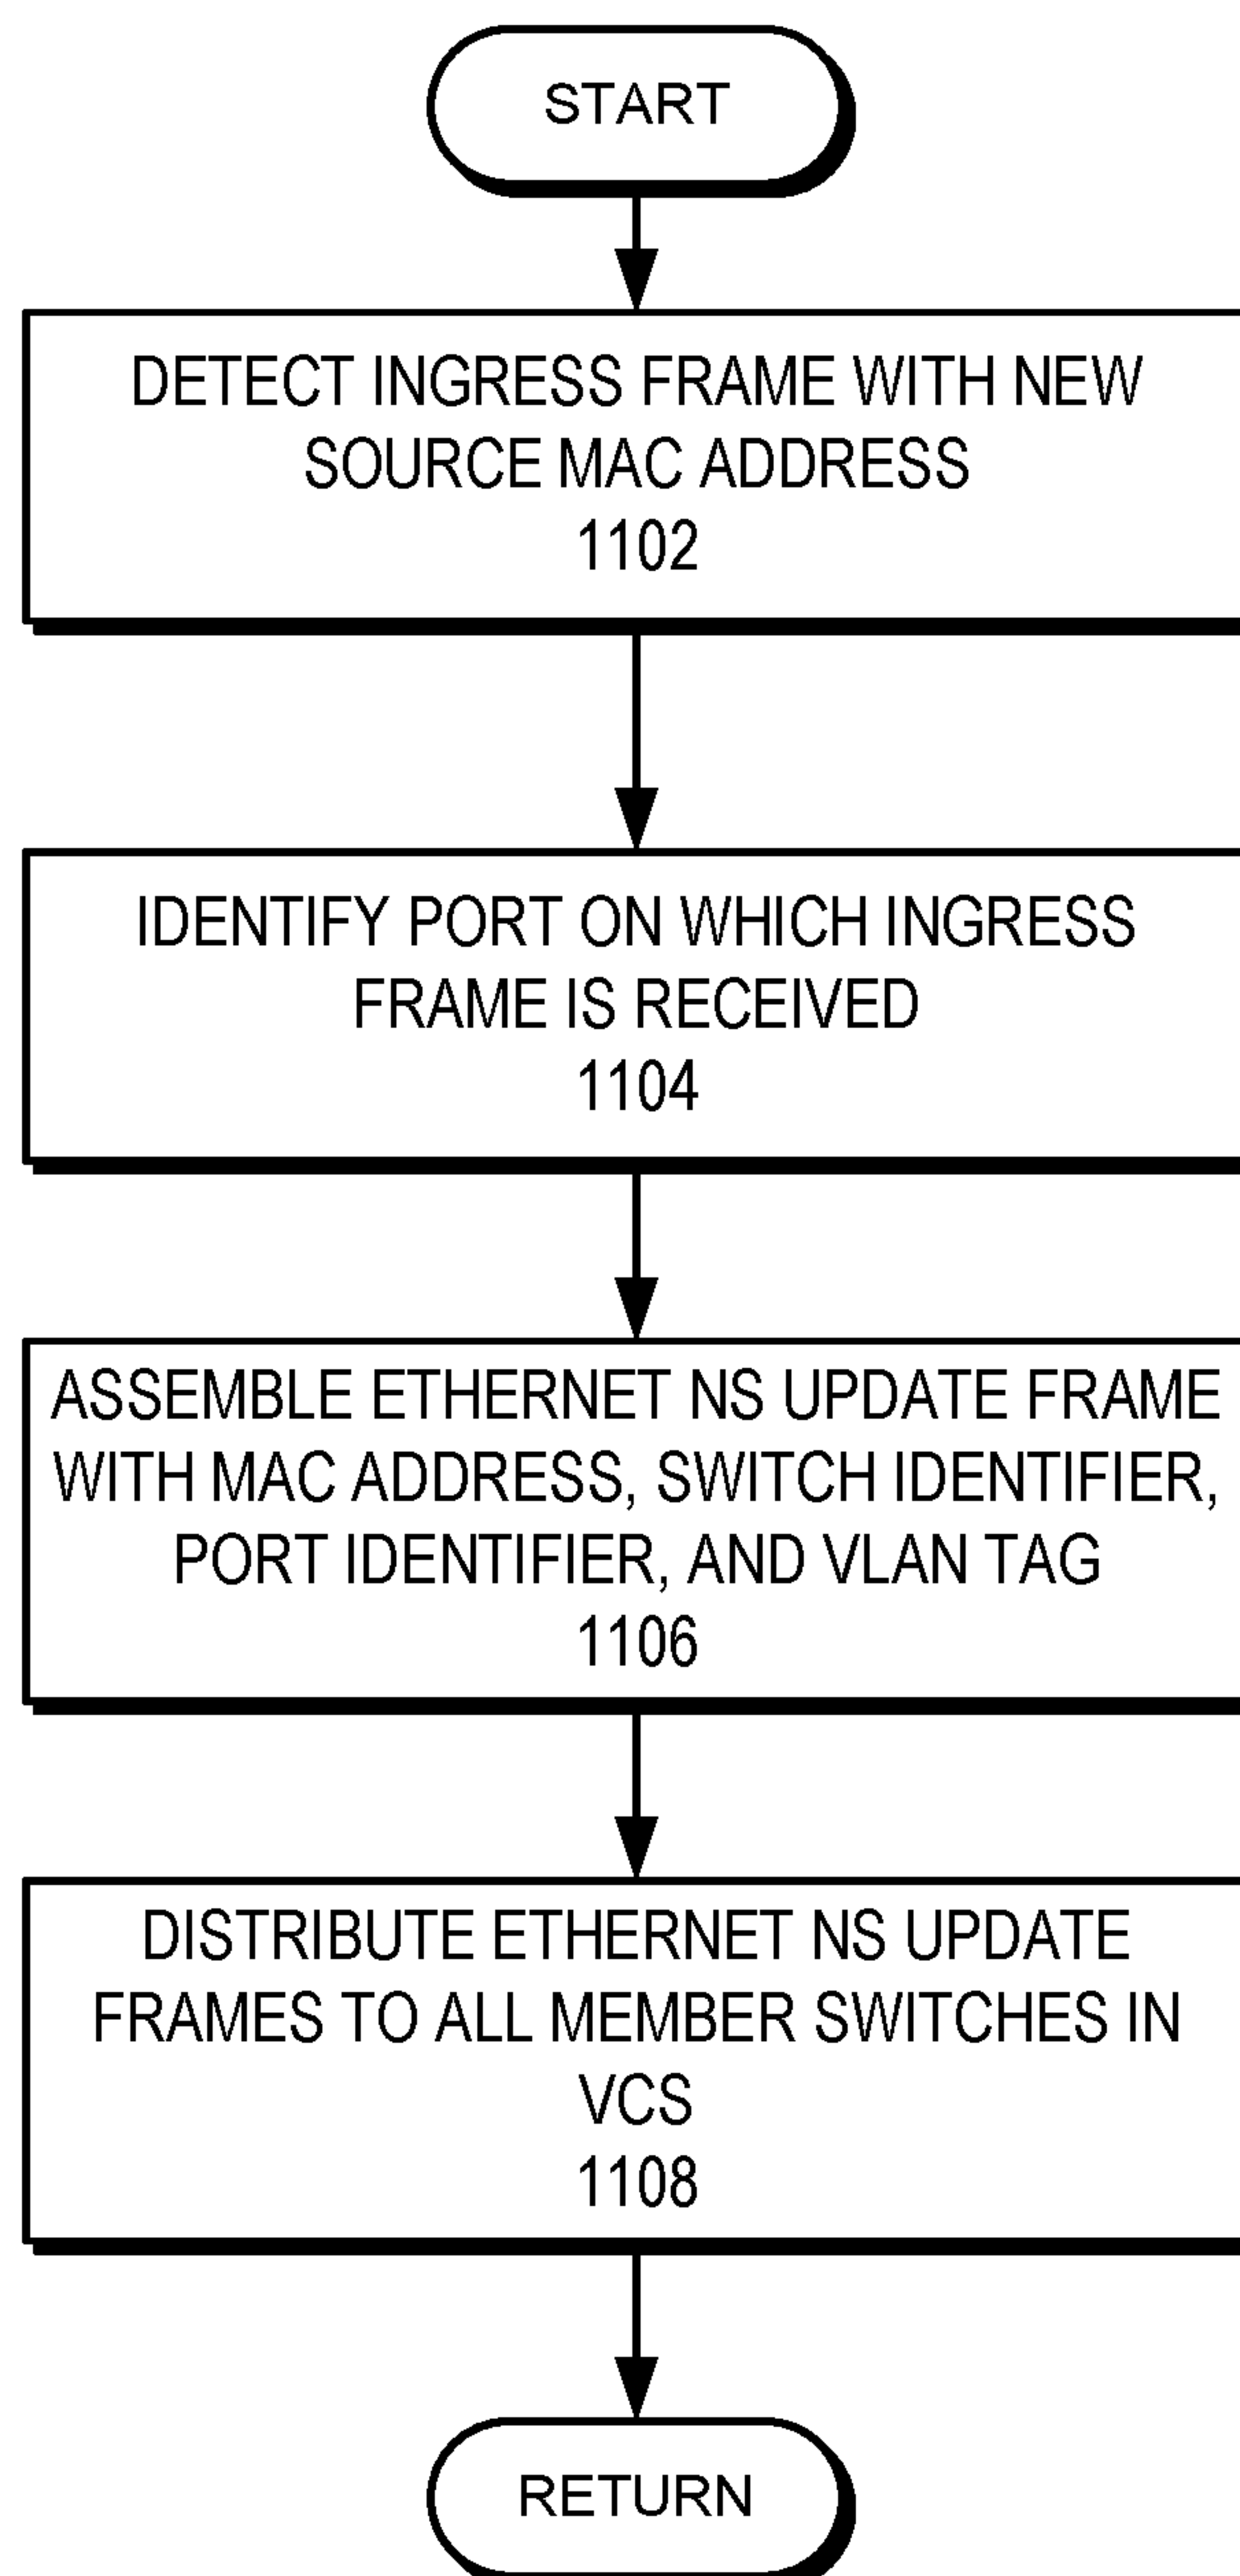 START
DETECT INGRESS FRAME WITH NEW
SOURCE MAC ADDRESS
1102
IDENTIFY PORT ON WHICH INGRESS
FRAME IS RECEIVED
1104
ASSEMBLE ETHERNET NS UPDATE FRAME
WITH MAC ADDRESS, SWITCH IDENTIFIER,
PORT IDENTIFIER, AND VLAN TAG
1106
DISTRIBUTE ETHERNET NS UPDATE
FRAMES TO ALL MEMBER SWITCHES IN
VCS
1108
RETURN